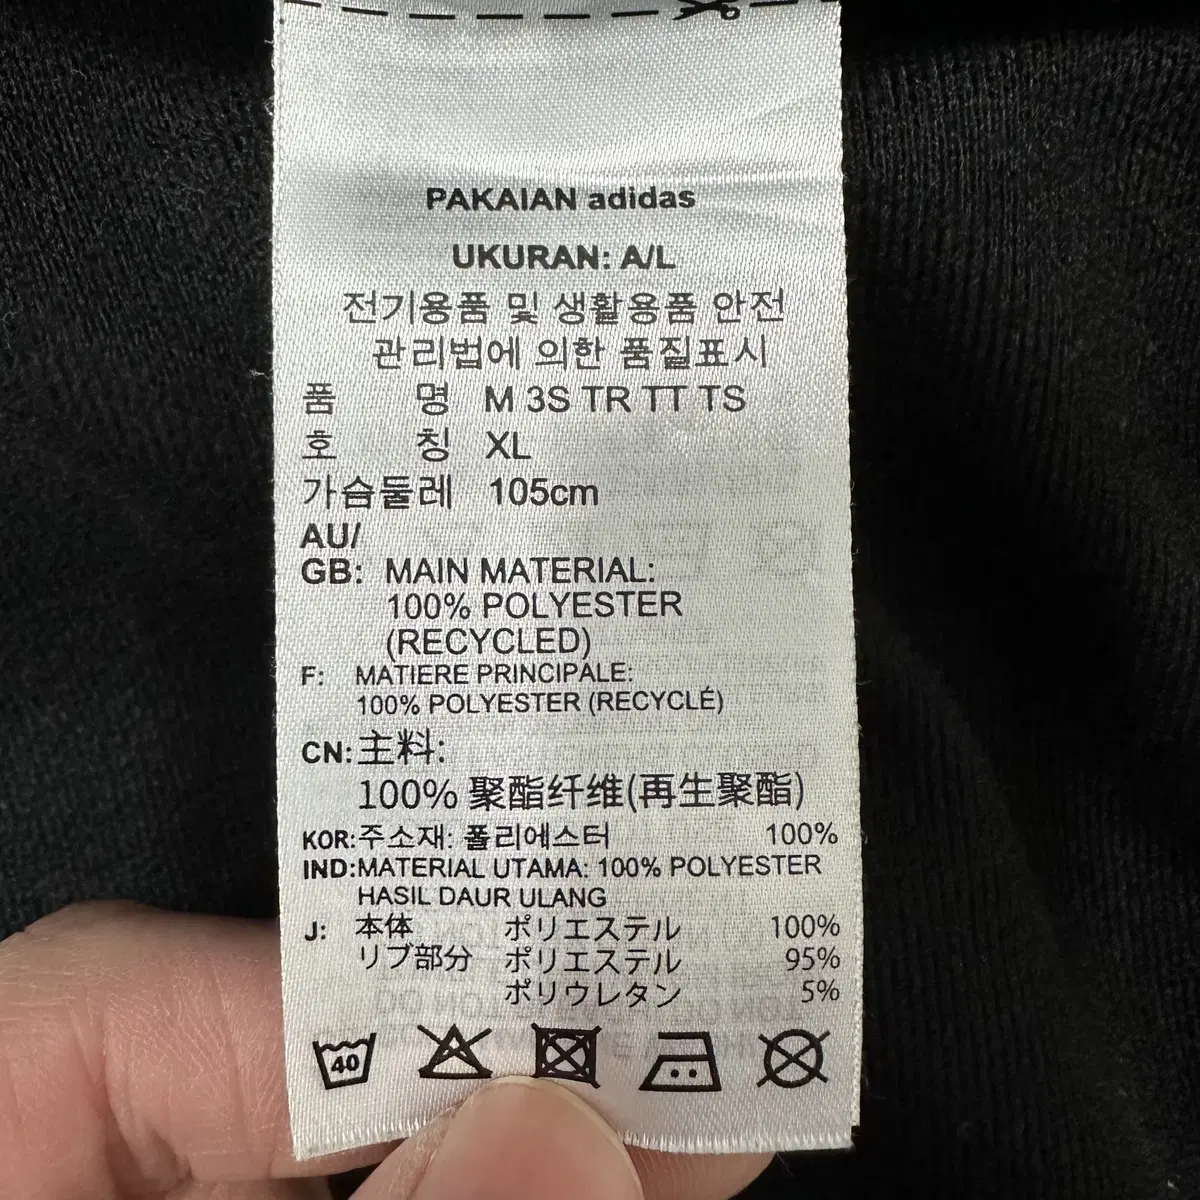 PAKAIAN adidas
UKURAN: A/L
전기용품 및 생활용품 안전
관리법에 의한 품질표시
품 명 M 3S TR TT TS
호 칭 XL
가슴둘레 105cm
AU/
GB: MAIN MATERIAL:
100% POLYESTER
(RECYCLED)
F: MATIERE PRINCIPALE:
100% POLYESTER (RECYCLÉ)
CN: 主料:
100% 聚酯纤维(再生聚酯)
KOR: 주소재: 폴리에스터 100%
IND: MATERIAL UTAMA: 100% POLYESTER
HASIL DAUR ULANG
J: 本体 ポリエステル 100%
リブ部分 ポリエステル 95%
ポリウレタン 5%
40